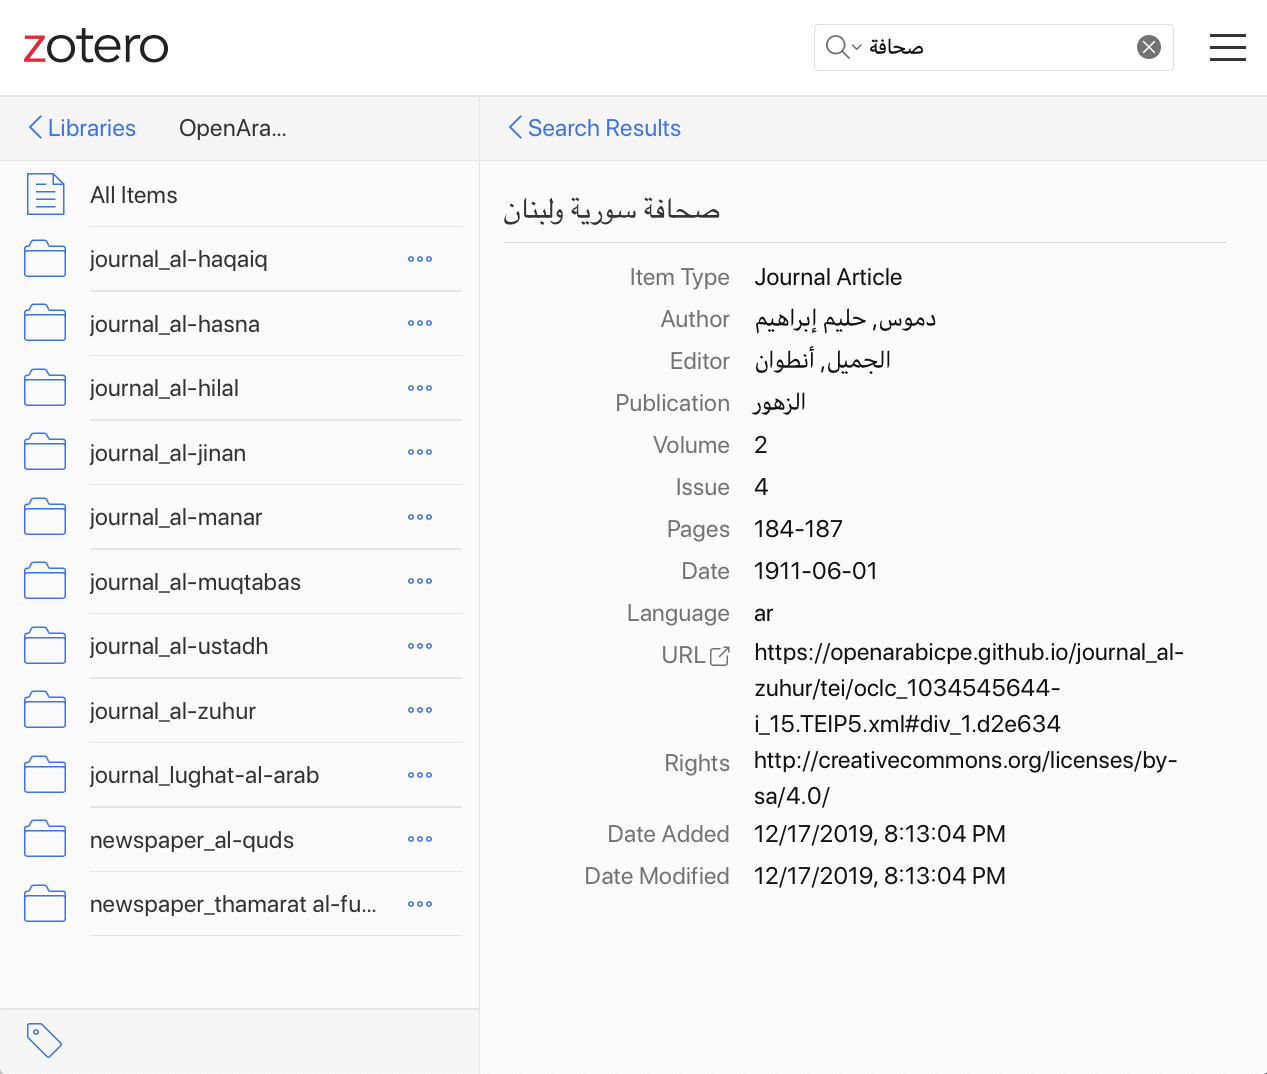 zotero
صحافة
Libraries
OpenAra...
Search Results
All Items
journal_al-haqaiq
journal_al-hasna
journal_al-hilal
journal_al-jinan
journal_al-manar
journal_al-muqtabas
journal_al-ustadh
journal_al-zuhur
journal_lughat-al-arab
newspaper_al-quds
newspaper_thamarat al-fu...
صحافة سورية ولبنان
Item Type Journal Article
Author دموس, حليم إبراهيم
Editor الجميل, أنطوان
Publication الزهور
Volume 2
Issue 4
Pages 184-187
Date 1911-06-01
Language ar
URL https://openarabicpe.github.io/journal_al-
zuhur/tei/oclc_1034545644-
i_15.TEIP5.xml#div_1.d2e634
Rights http://creativecommons.org/licenses/by-
sa/4.0/
Date Added 12/17/2019, 8:13:04 PM
Date Modified 12/17/2019, 8:13:04 PM